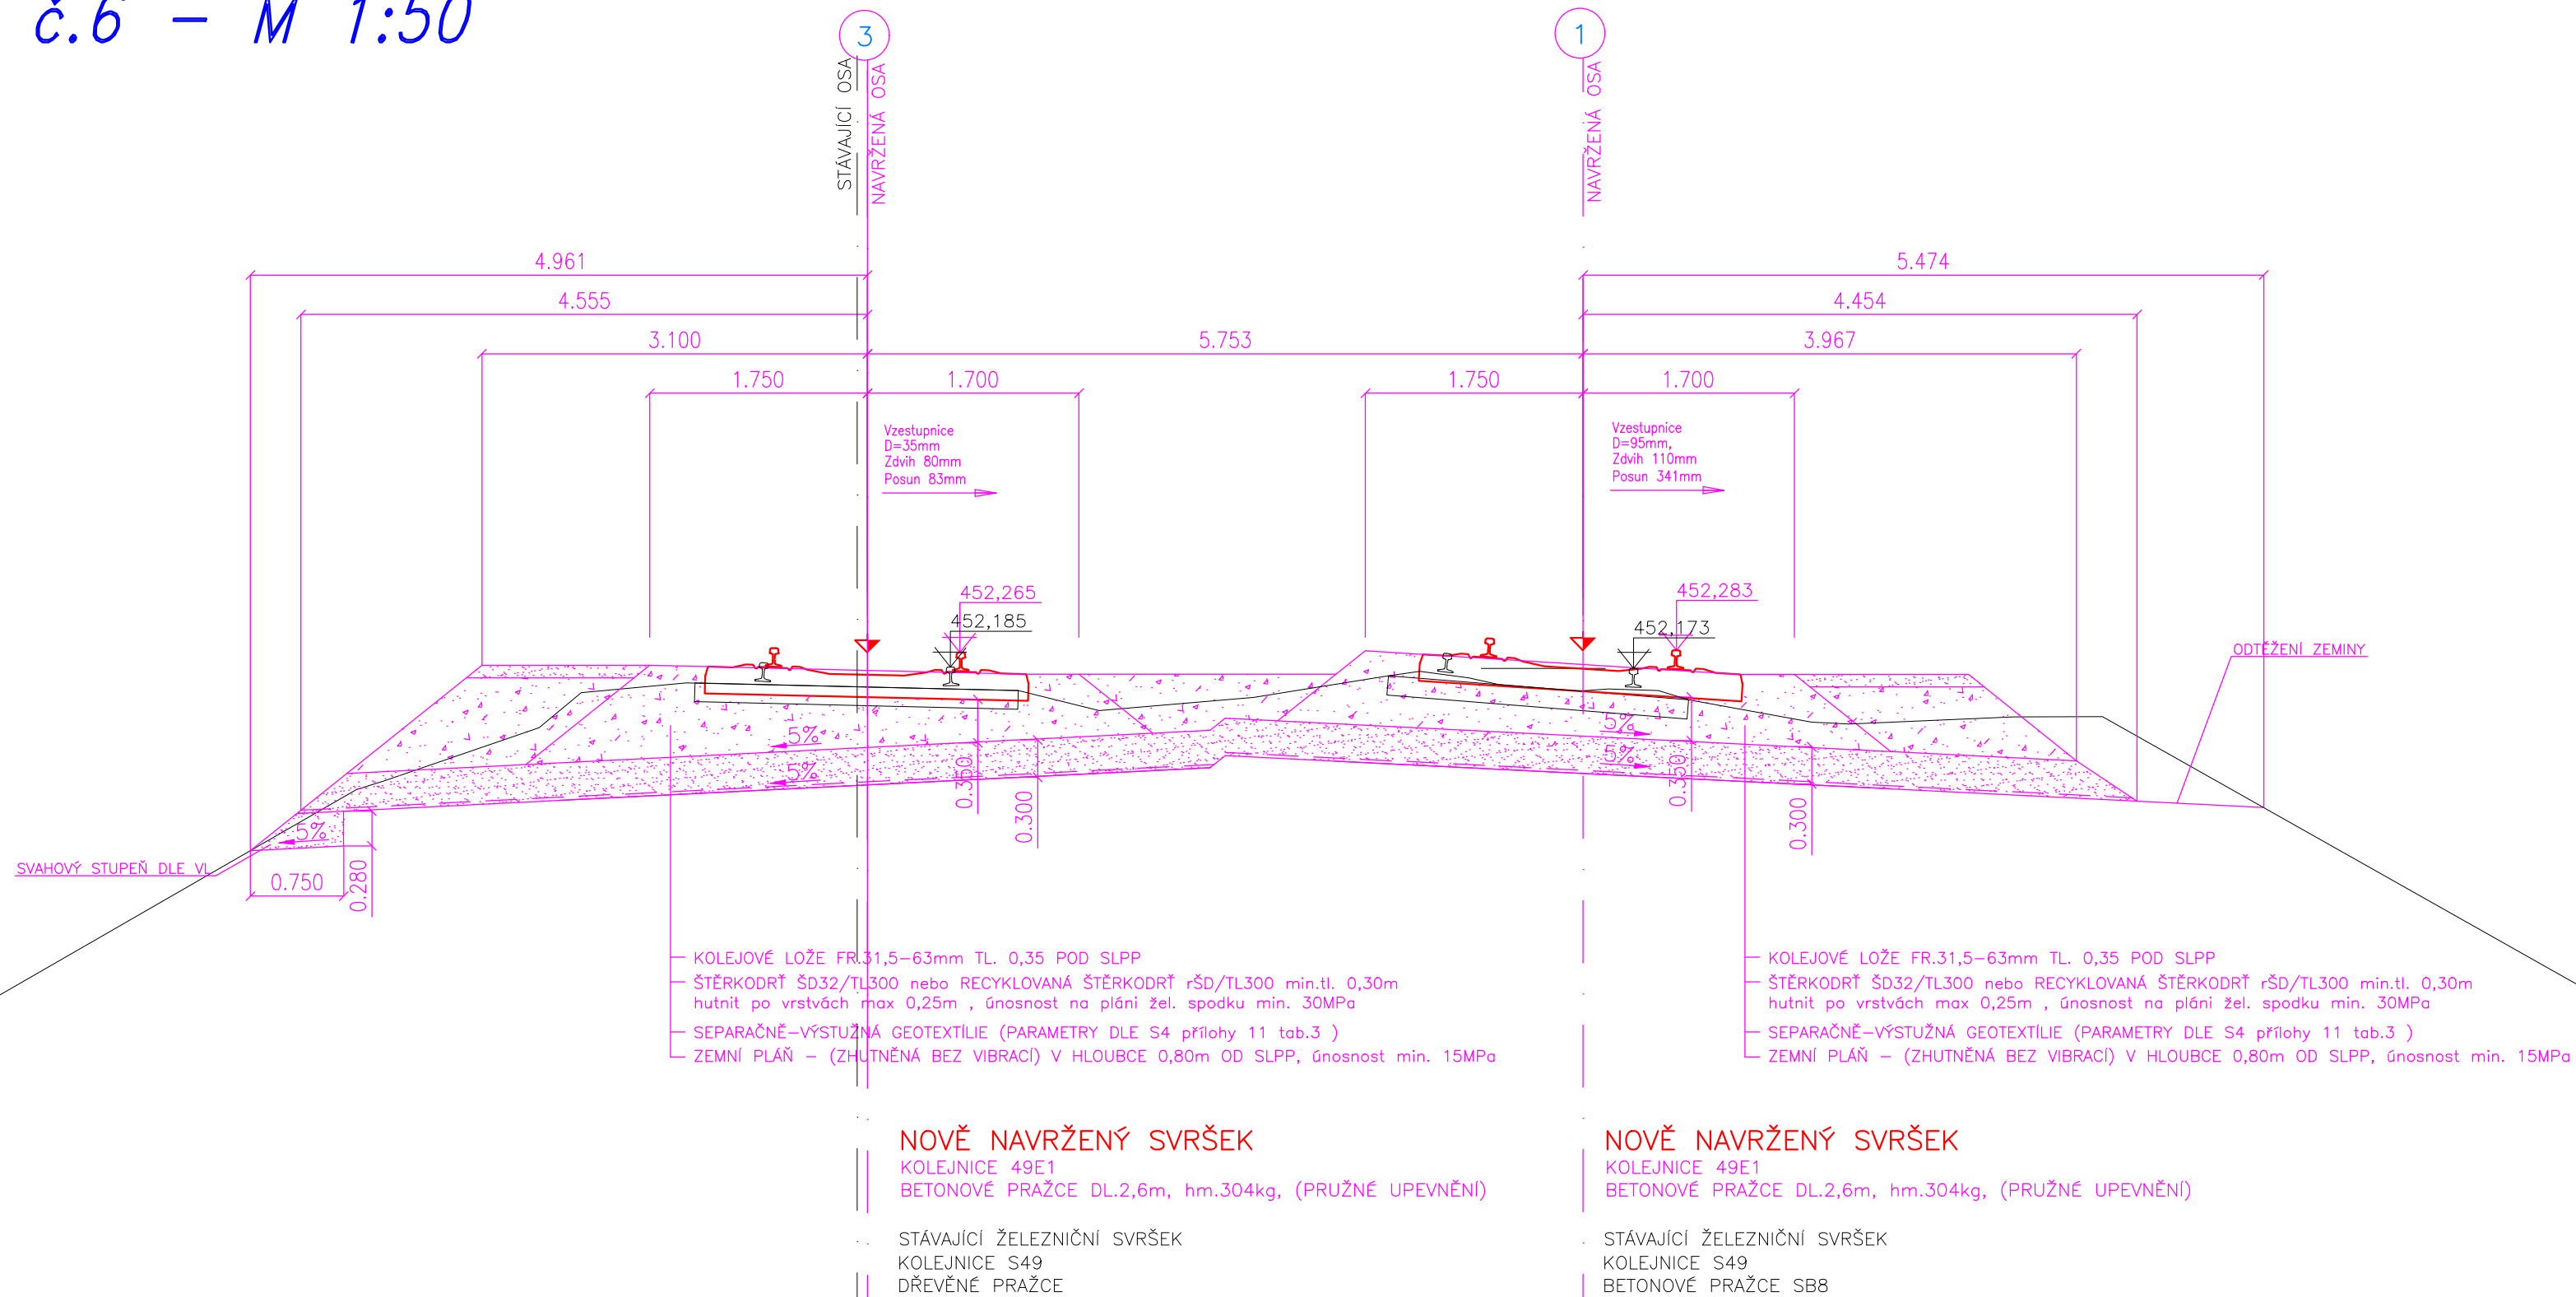 č.6 - M 1:50
3
1
STÁVAJÍCÍ OSA
NAVRŽENÁ OSA
NAVRŽENÁ OSA
4.961
5.474
4.555
4.454
3.100
5.753
3.967
1.750
1.700
1.750
1.700
Vzestupnice
D=35mm
Zdvih 80mm
Posun 83mm
Vzestupnice
D=95mm,
Zdvih 110mm
Posun 341mm
452,265
452,185
452,283
452,173
ODTĚŽENÍ ZEMINY
5%
5%
5%
5%
0.350
0.300
0.350
0.300
5%
SVAHOVÝ STUPEŇ DLE VL
0.750
0.280
KOLEJOVÉ LOŽE FR.31,5-63mm TL. 0,35 POD SLPP
ŠTĚRKODRŤ ŠD32/TL300 nebo RECYKLOVANÁ ŠTĚRKODRŤ rŠD/TL300 min.tl. 0,30m
hutnit po vrstvách max 0,25m , únosnost na pláni žel. spodku min. 30MPa
SEPARAČNĚ-VÝSTUŽNÁ GEOTEXTÍLIE (PARAMETRY DLE S4 přílohy 11 tab.3 )
ZEMNÍ PLÁŇ - (ZHUTNĚNÁ BEZ VIBRACÍ) V HLOUBCE 0,80m OD SLPP, únosnost min. 15MPa
KOLEJOVÉ LOŽE FR.31,5-63mm TL. 0,35 POD SLPP
ŠTĚRKODRŤ ŠD32/TL300 nebo RECYKLOVANÁ ŠTĚRKODRŤ rŠD/TL300 min.tl. 0,30m
hutnit po vrstvách max 0,25m , únosnost na pláni žel. spodku min. 30MPa
SEPARAČNĚ-VÝSTUŽNÁ GEOTEXTÍLIE (PARAMETRY DLE S4 přílohy 11 tab.3 )
ZEMNÍ PLÁŇ - (ZHUTNĚNÁ BEZ VIBRACÍ) V HLOUBCE 0,80m OD SLPP, únosnost min. 15MPa
NOVĚ NAVRŽENÝ SVRŠEK
KOLEJNICE 49E1
BETONOVÉ PRAŽCE DL.2,6m, hm.304kg, (PRUŽNÉ UPEVNĚNÍ)
STÁVAJÍCÍ ŽELEZNIČNÍ SVRŠEK
KOLEJNICE S49
DŘEVĚNÉ PRAŽCE
NOVĚ NAVRŽENÝ SVRŠEK
KOLEJNICE 49E1
BETONOVÉ PRAŽCE DL.2,6m, hm.304kg, (PRUŽNÉ UPEVNĚNÍ)
STÁVAJÍCÍ ŽELEZNIČNÍ SVRŠEK
KOLEJNICE S49
BETONOVÉ PRAŽCE SB8